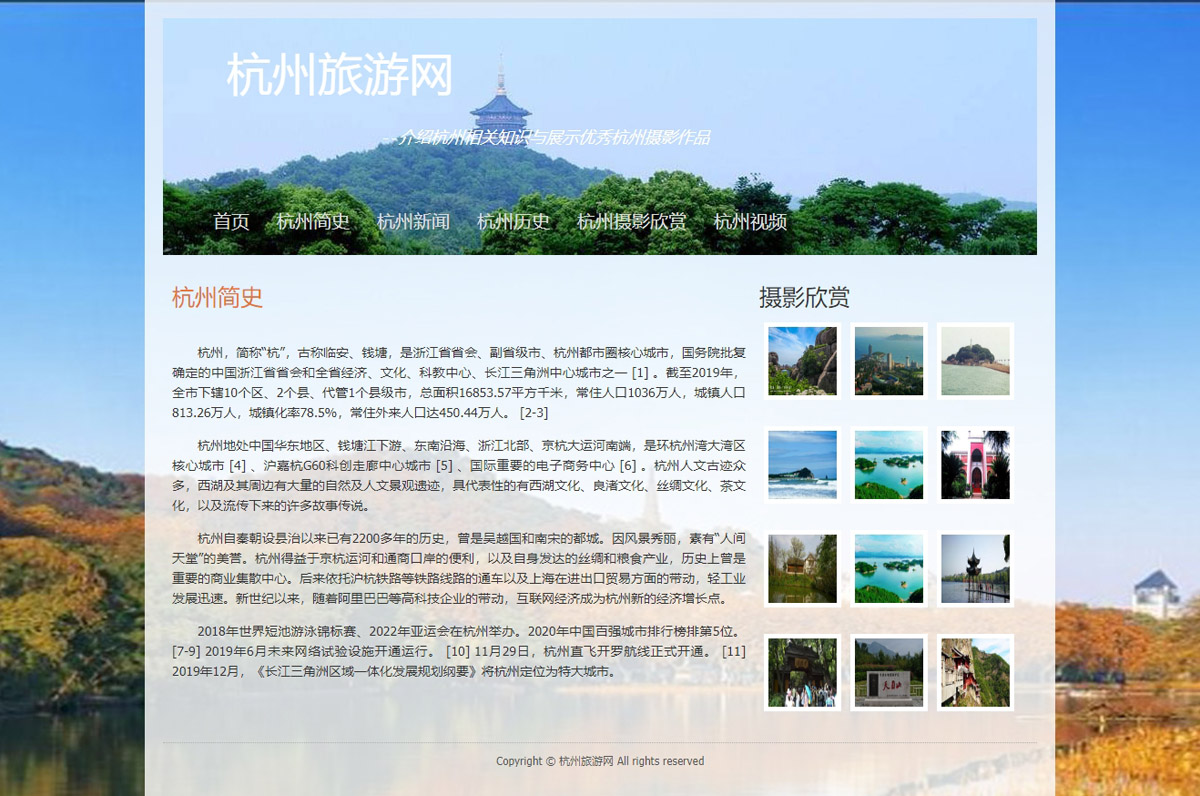 杭州旅游网
---介绍杭州相关知识与展示优秀杭州摄影作品
首页 杭州简史 杭州新闻 杭州历史 杭州摄影欣赏 杭州视频
杭州简史
杭州，简称“杭”，古称临安、钱塘，是浙江省省会、副省级市、杭州都市圈核心城市，国务院批复
确定的中国浙江省省会和全省经济、文化、科教中心、长江三角洲中心城市之一 [1] 。截至2019年，
全市下辖10个区、2个县、代管1个县级市，总面积16853.57平方千米，常住人口1036万人，城镇人口
813.26万人，城镇化率78.5%，常住外来人口达450.44万人。 [2-3]
杭州地处中国华东地区、钱塘江下游、东南沿海、浙江北部、京杭大运河南端，是环杭州湾大湾区
核心城市 [4] 、沪嘉杭G60科创走廊中心城市 [5] 、国际重要的电子商务中心 [6] 。杭州人文古迹众
多，西湖及其周边有大量的自然及人文景观遗迹，具代表性的有西湖文化、良渚文化、丝绸文化、茶文
化，以及流传下来的许多故事传说。
杭州自秦朝设县治以来已有2200多年的历史，曾是吴越国和南宋的都城。因风景秀丽，素有“人间
天堂”的美誉。杭州得益于京杭运河和通商口岸的便利，以及自身发达的丝绸和粮食产业，历史上曾是
重要的商业集散中心。后来依托沪杭铁路等铁路线路的通车以及上海在进出口贸易方面的带动，轻工业
发展迅速。新世纪以来，随着阿里巴巴等高科技企业的带动，互联网经济成为杭州新的经济增长点。
2018年世界短池游泳锦标赛、2022年亚运会在杭州举办。2020年中国百强城市排行榜排第5位。
[7-9] 2019年6月未来网络试验设施开通运行。 [10] 11月29日，杭州直飞开罗航线正式开通。 [11]
2019年12月，《长江三角洲区域一体化发展规划纲要》将杭州定位为特大城市。
摄影欣赏
Copyright © 杭州旅游网 All rights reserved